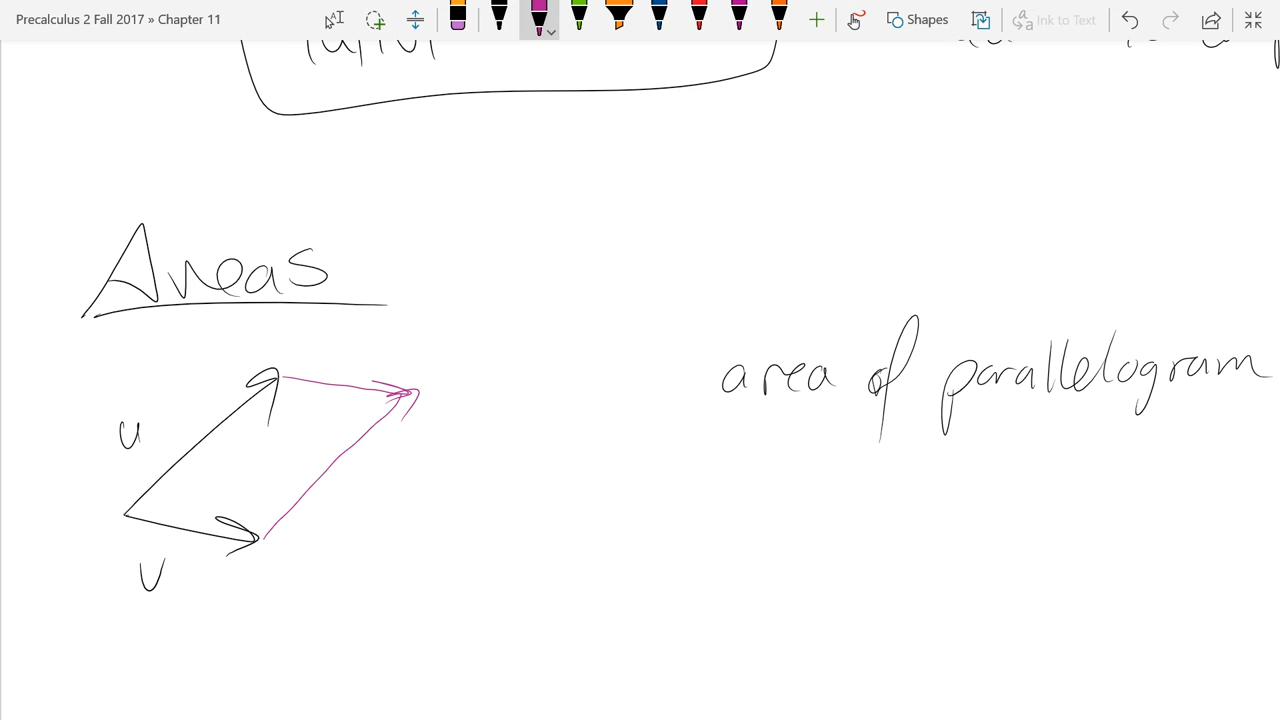 Precalculus 2 Fall 2017 » Chapter 11
Shapes
Ink to Text
Areas
area of parallelogram
u
v